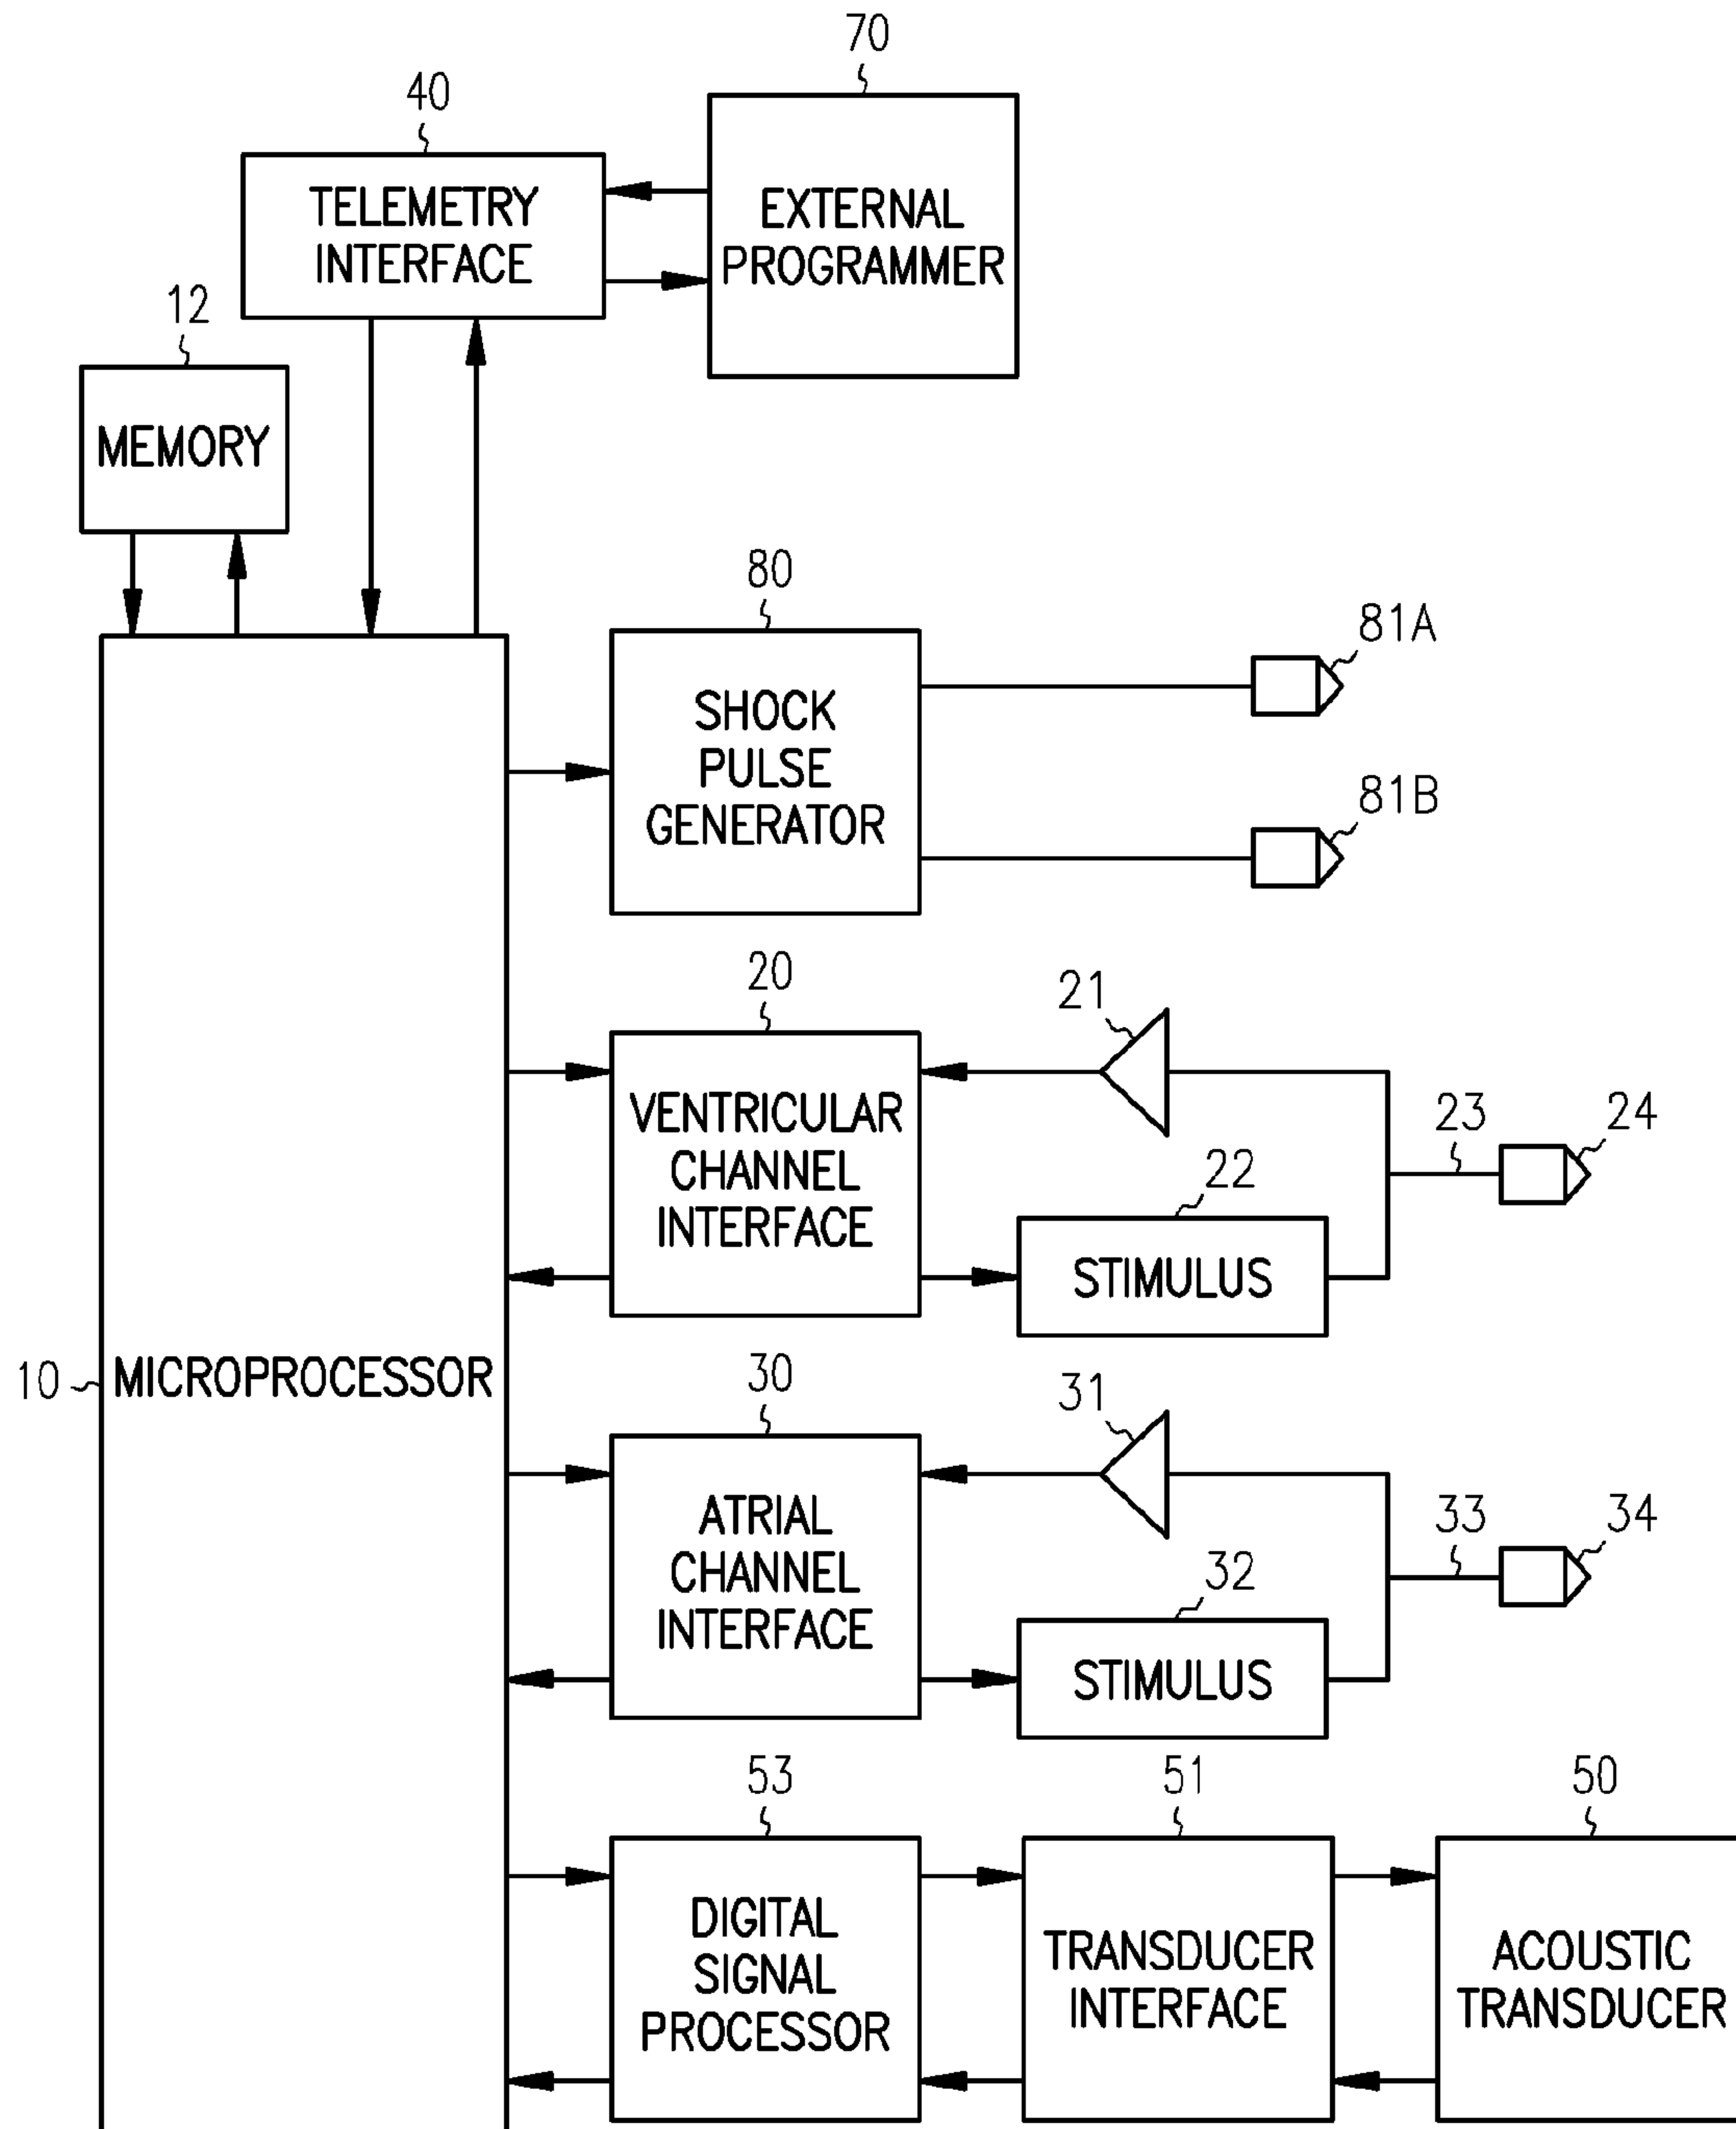 70
40
TELEMETRY
INTERFACE
EXTERNAL
PROGRAMMER
12
MEMORY
80
SHOCK
PULSE
GENERATOR
81A
81B
20
VENTRICULAR
CHANNEL
INTERFACE
21
22
STIMULUS
23
24
10
MICROPROCESSOR
30
ATRIAL
CHANNEL
INTERFACE
31
32
STIMULUS
33
34
53
DIGITAL
SIGNAL
PROCESSOR
51
TRANSDUCER
INTERFACE
50
ACOUSTIC
TRANSDUCER